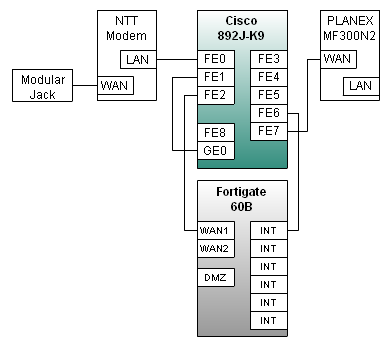 NTT
Modem
LAN
WAN
Modular
Jack
Cisco
892J-K9
FE0
FE1
FE2
FE8
GE0
FE3
FE4
FE5
FE6
FE7
PLANEX
MF300N2
WAN
LAN
Fortigate
60B
WAN1
WAN2
DMZ
INT
INT
INT
INT
INT
INT